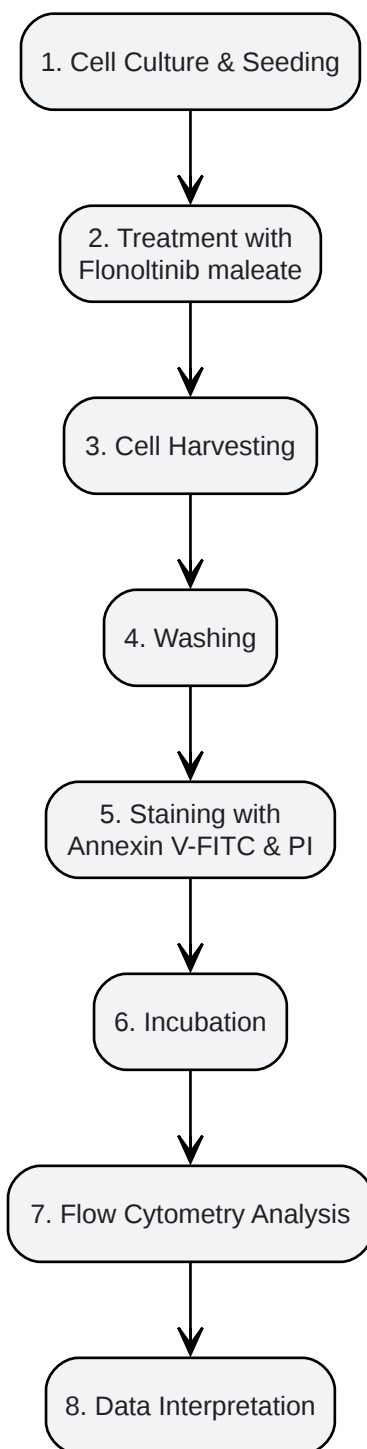 1. Cell Culture & Seeding
2. Treatment with
Flonoltinib maleate
3. Cell Harvesting
4. Washing
5. Staining with
Annexin V-FITC & PI
6. Incubation
7. Flow Cytometry Analysis
8. Data Interpretation